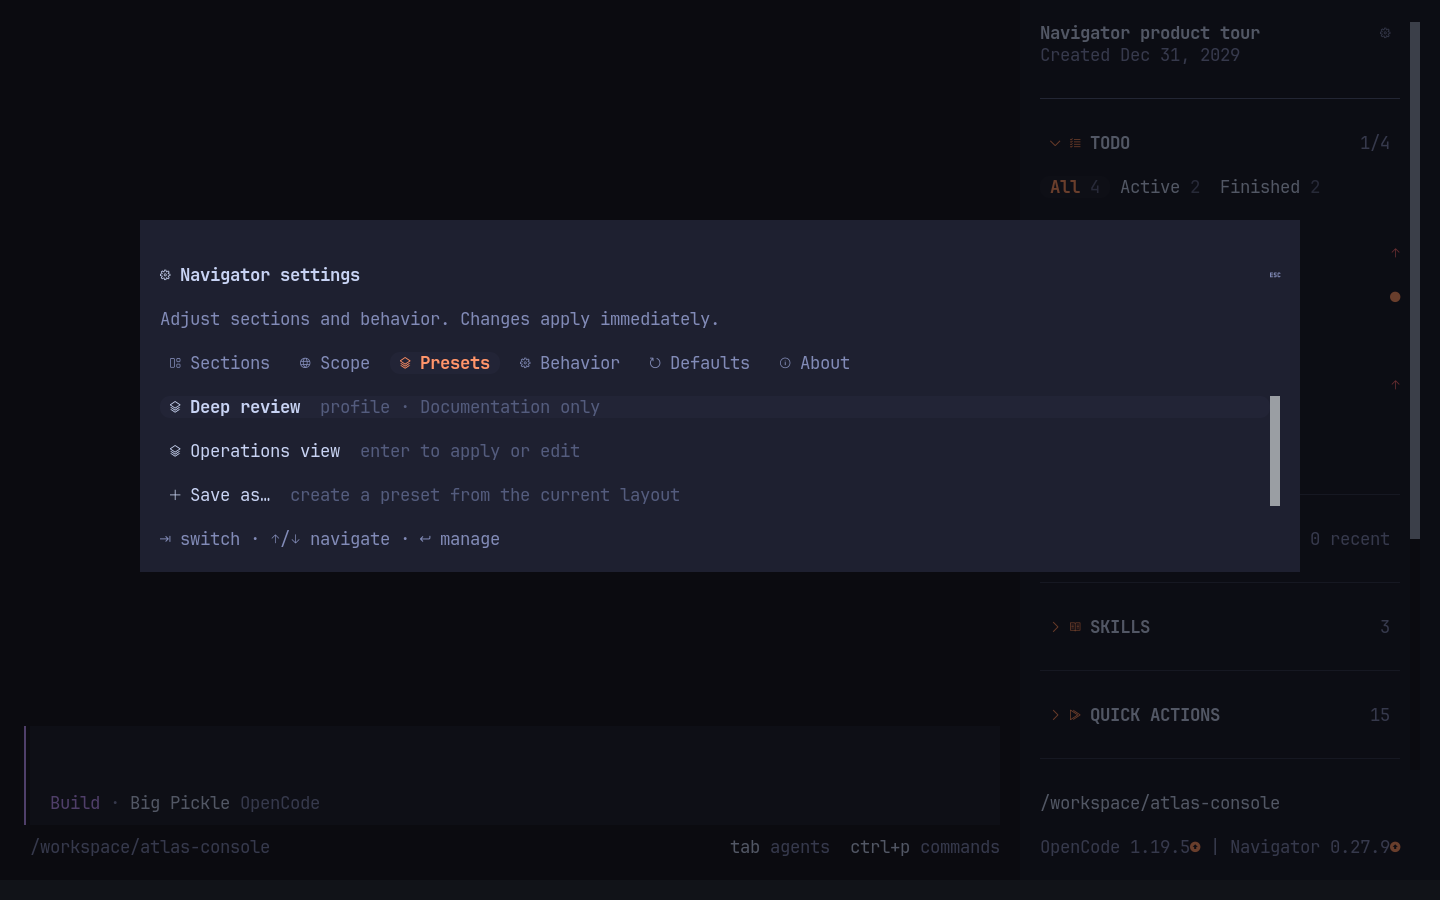 Navigator product tour
Created Dec 31, 2029
TODO 1/4
All 4 Active 2 Finished 2
Navigator settings ESC
Adjust sections and behavior. Changes apply immediately.
Sections Scope Presets Behavior Defaults About
Deep review profile · Documentation only
Operations view enter to apply or edit
+ Save as… create a preset from the current layout
⇥ switch · ↑/↓ navigate · ↩ manage
0 recent
SKILLS 3
QUICK ACTIONS 15
Build · Big Pickle OpenCode
/workspace/atlas-console
/workspace/atlas-console tab agents ctrl+p commands
OpenCode 1.19.5 | Navigator 0.27.9